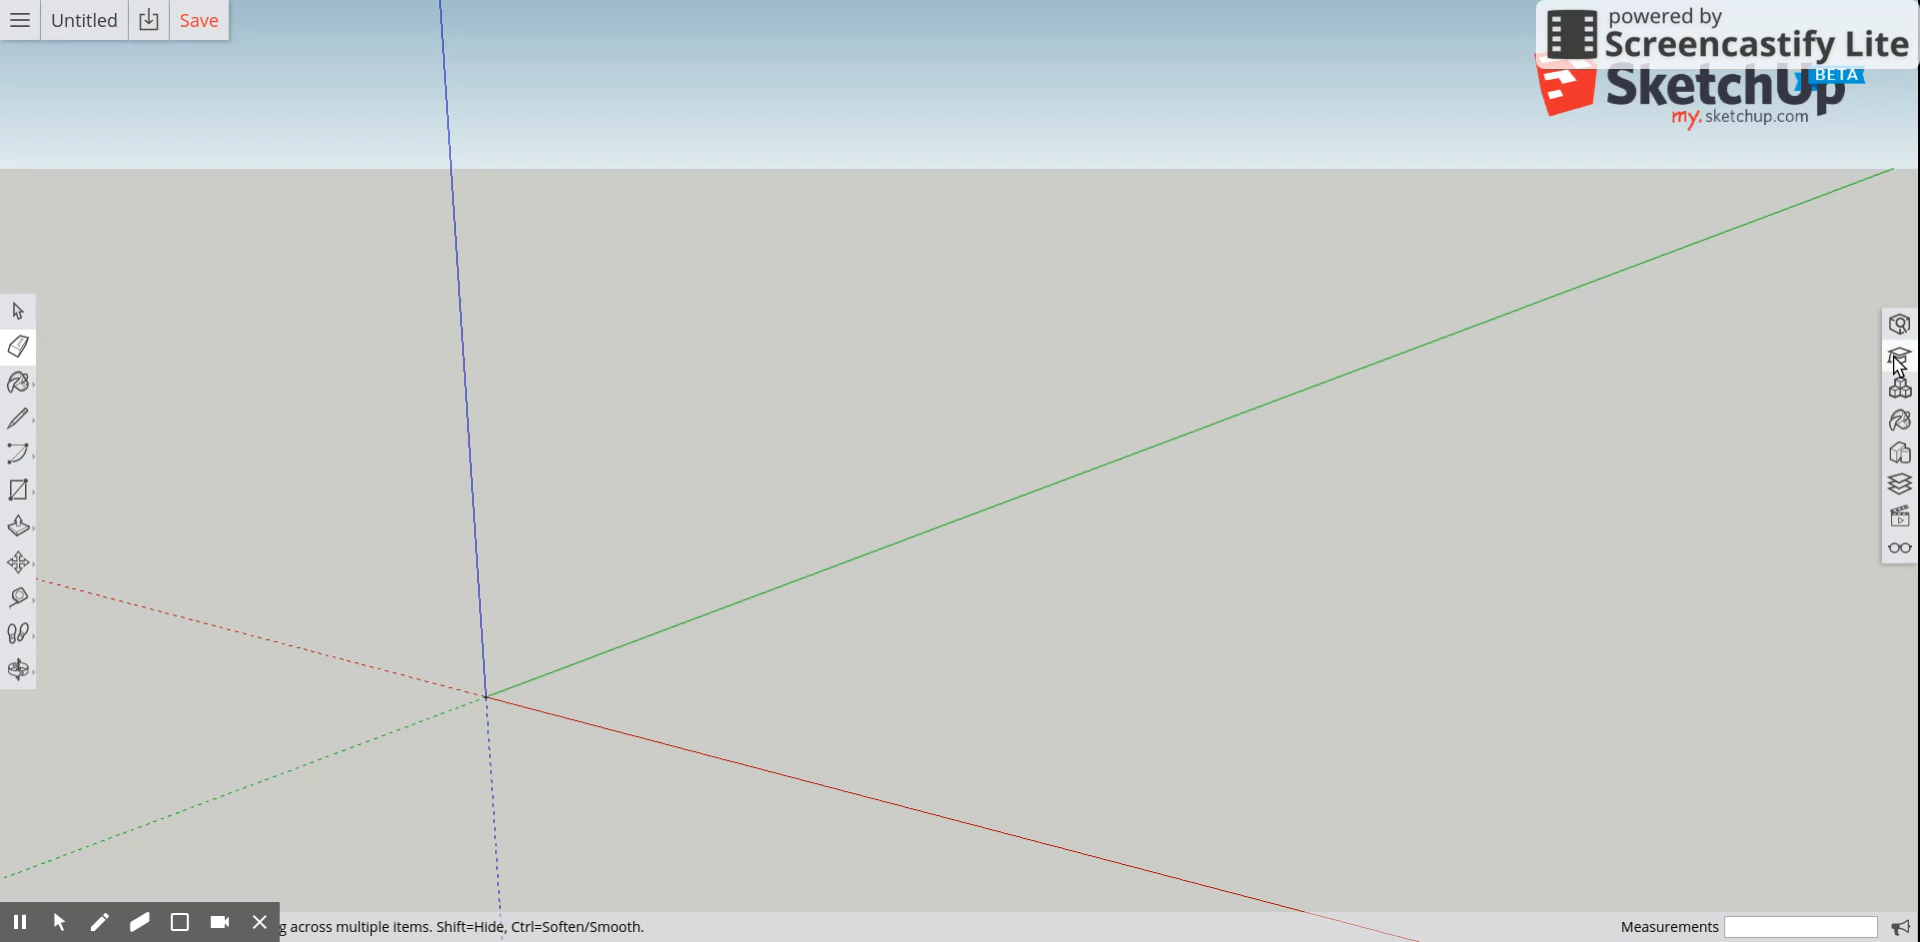 Untitled
Save
powered by
Screencastify Lite
SketchUp
BETA
my.sketchup.com
g across multiple items. Shift=Hide, Ctrl=Soften/Smooth.
Measurements